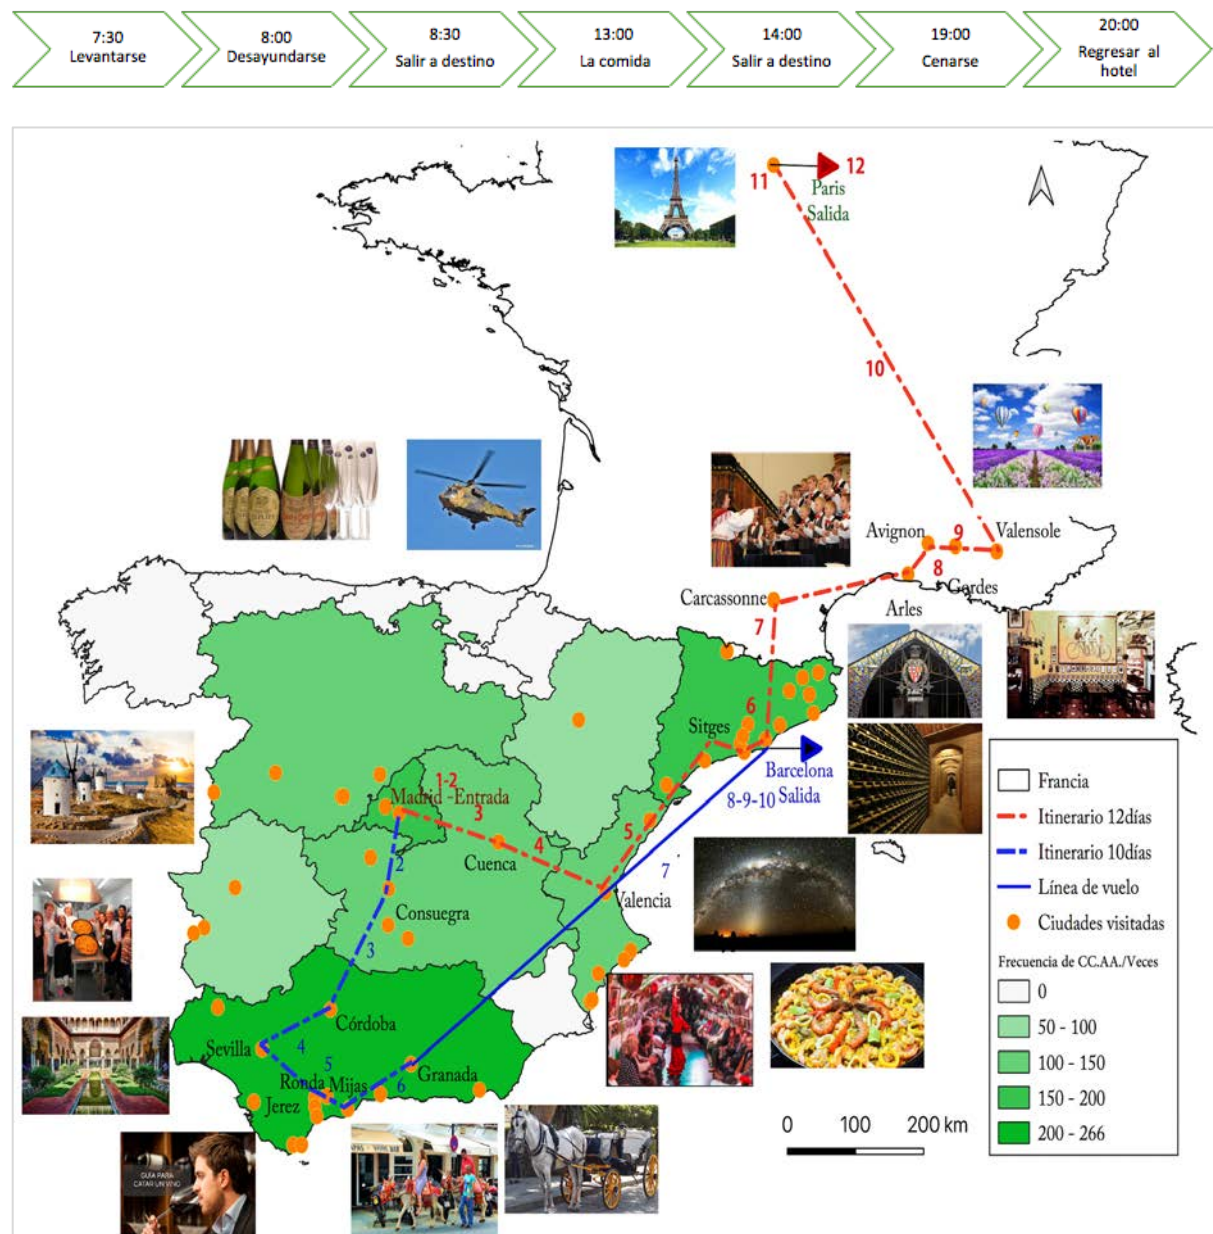 7:30
Levantarse
8:00
Desayundarse
8:30
Salir a destino
13:00
La comida
14:00
Salir a destino
19:00
Cenarse
20:00
Regresar al
hotel
11
12
Paris
Salida
10
Avignon
9
Valensole
8
Gordes
Carcassonne
Arles
7
6
Sitges
Barcelona
Salida
8-9-10
1-2
Madrid -Entrada
3
4
5
Cuenca
2
7
Valencia
Consuegra
3
Córdoba
Sevilla
4
5
Ronda
Mijas
6
Granada
Jerez
GUÍA PARA
CATAR UN VINO
Francia
Itinerario 12días
Itinerario 10días
Línea de vuelo
Ciudades visitadas
Frecuencia de CC.AA./Veces
0
50 - 100
100 - 150
150 - 200
200 - 266
0 100 200 km